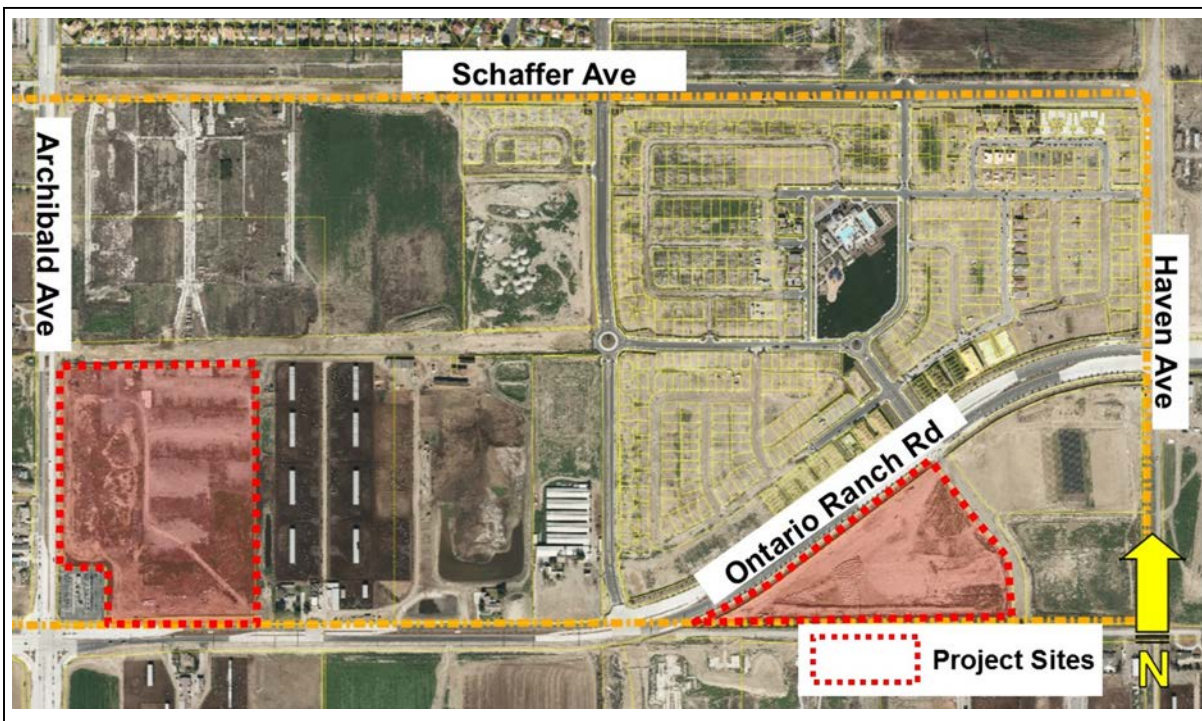 Schaffer Ave
Archibald Ave
Haven Ave
Ontario Ranch Rd
Project Sites
N